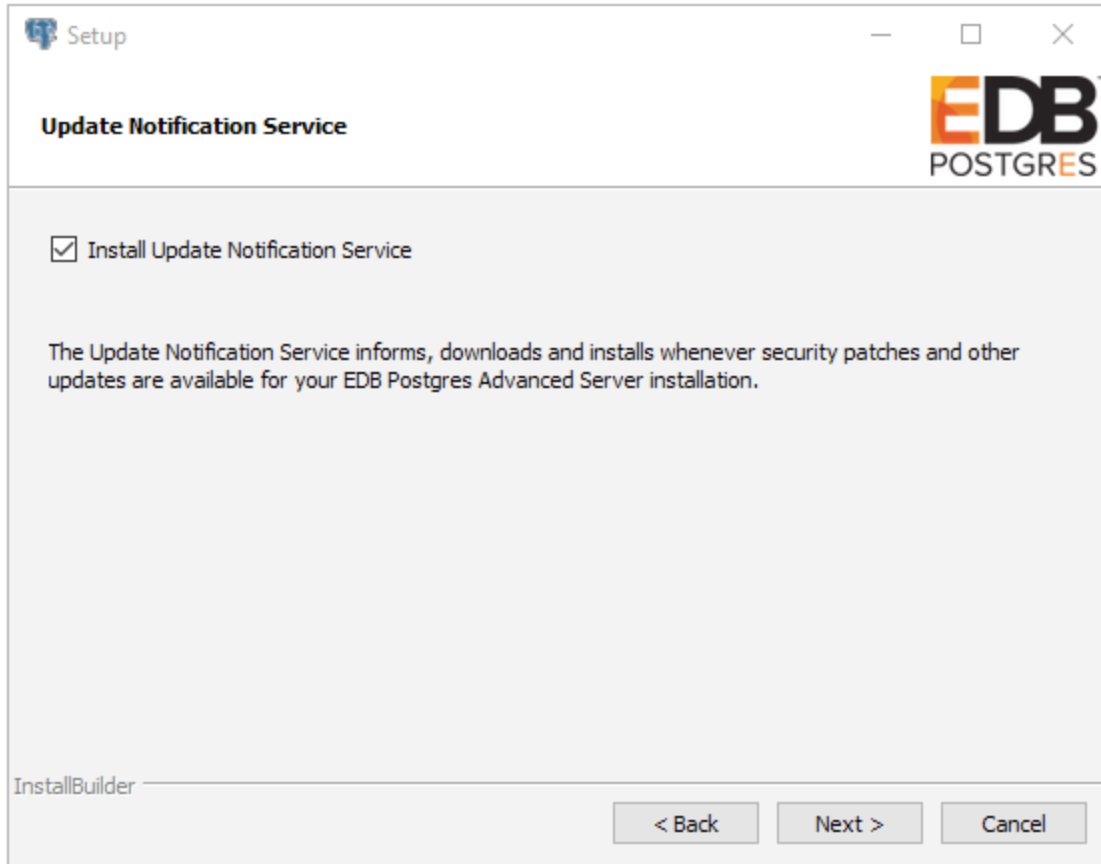 Setup
Update Notification Service
EDB
POSTGRES
Install Update Notification Service
The Update Notification Service informs, downloads and installs whenever security patches and other
updates are available for your EDB Postgres Advanced Server installation.
InstallBuilder
< Back
Next >
Cancel